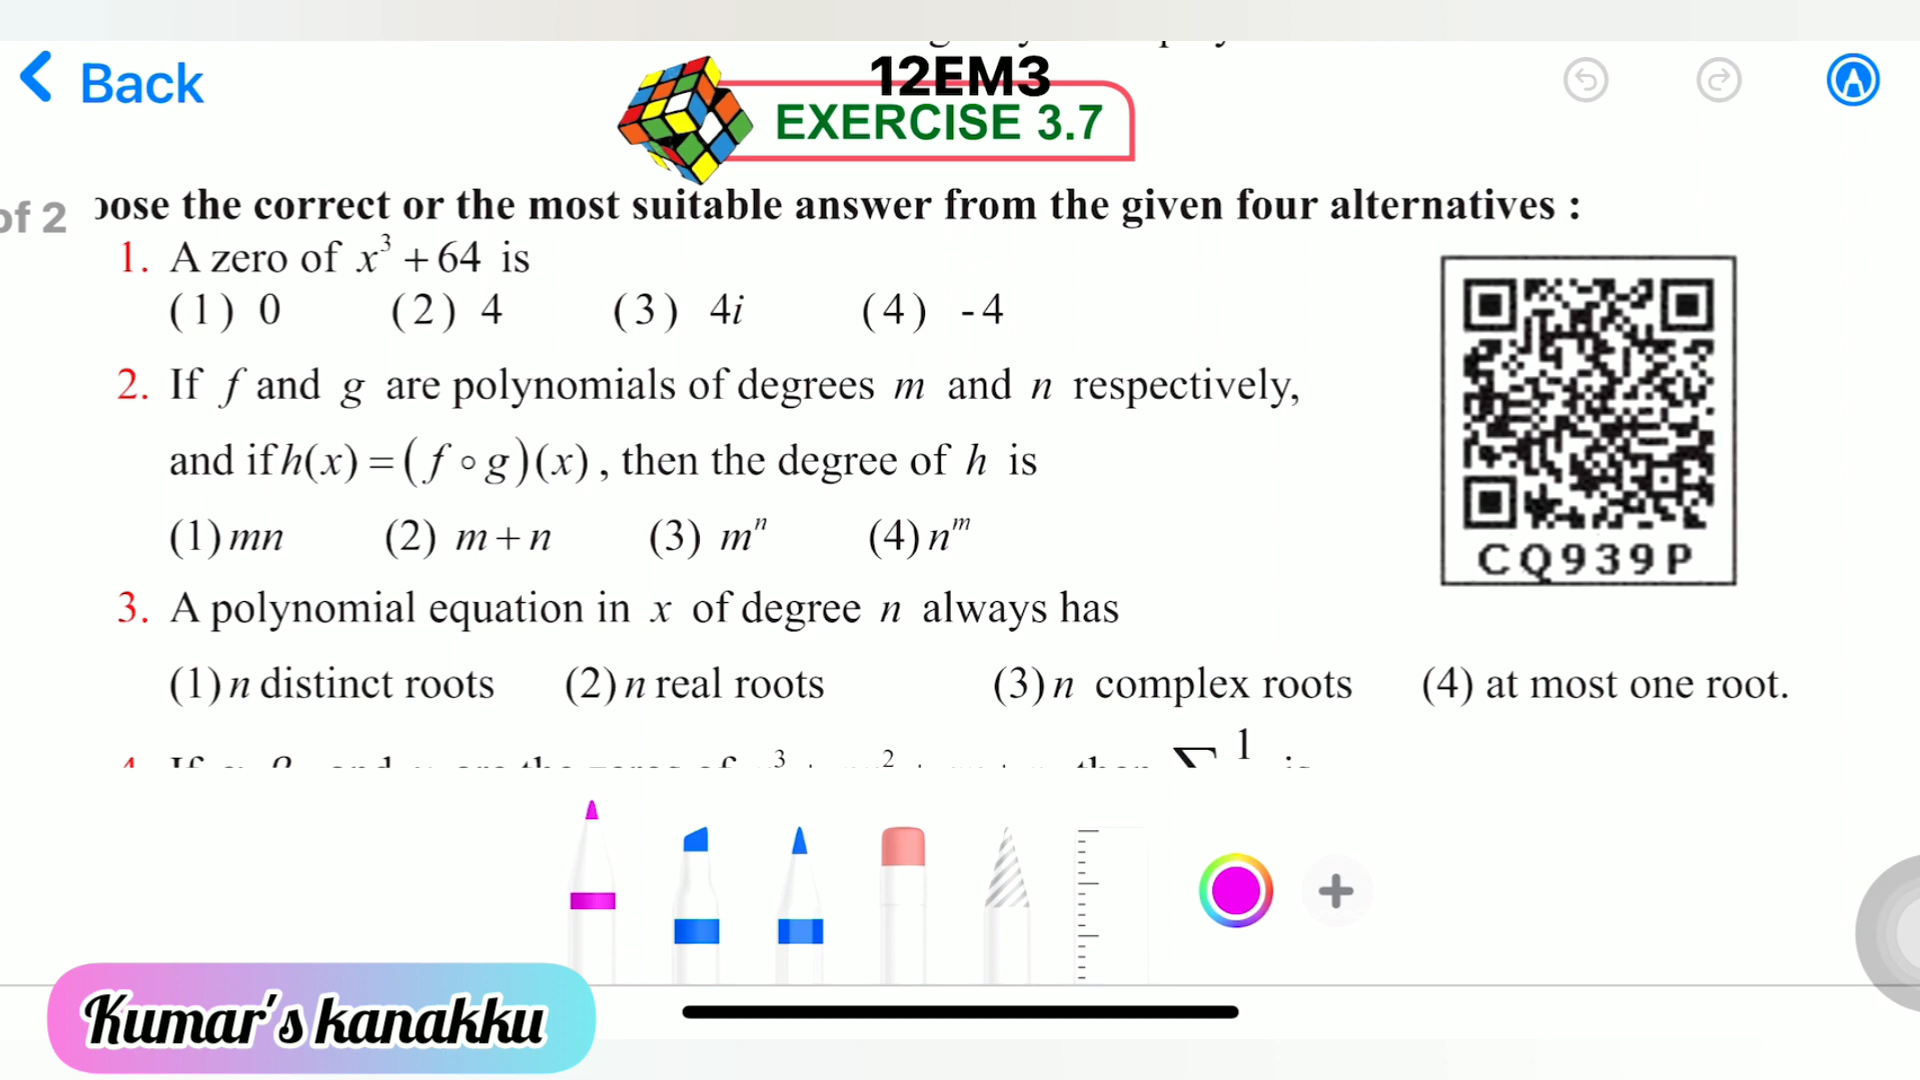 Back
12EM3
EXERCISE 3.7
of 2
oose the correct or the most suitable answer from the given four alternatives :
1. A zero of x³ + 64 is
(1) 0 (2) 4 (3) 4i (4) -4
2. If f and g are polynomials of degrees m and n respectively,
and if h(x) = (f ∘ g)(x), then the degree of h is
(1) mn (2) m + n (3) mⁿ (4) nᵐ
CQ939P
3. A polynomial equation in x of degree n always has
(1) n distinct roots (2) n real roots (3) n complex roots (4) at most one root.
Kumar's kanakku